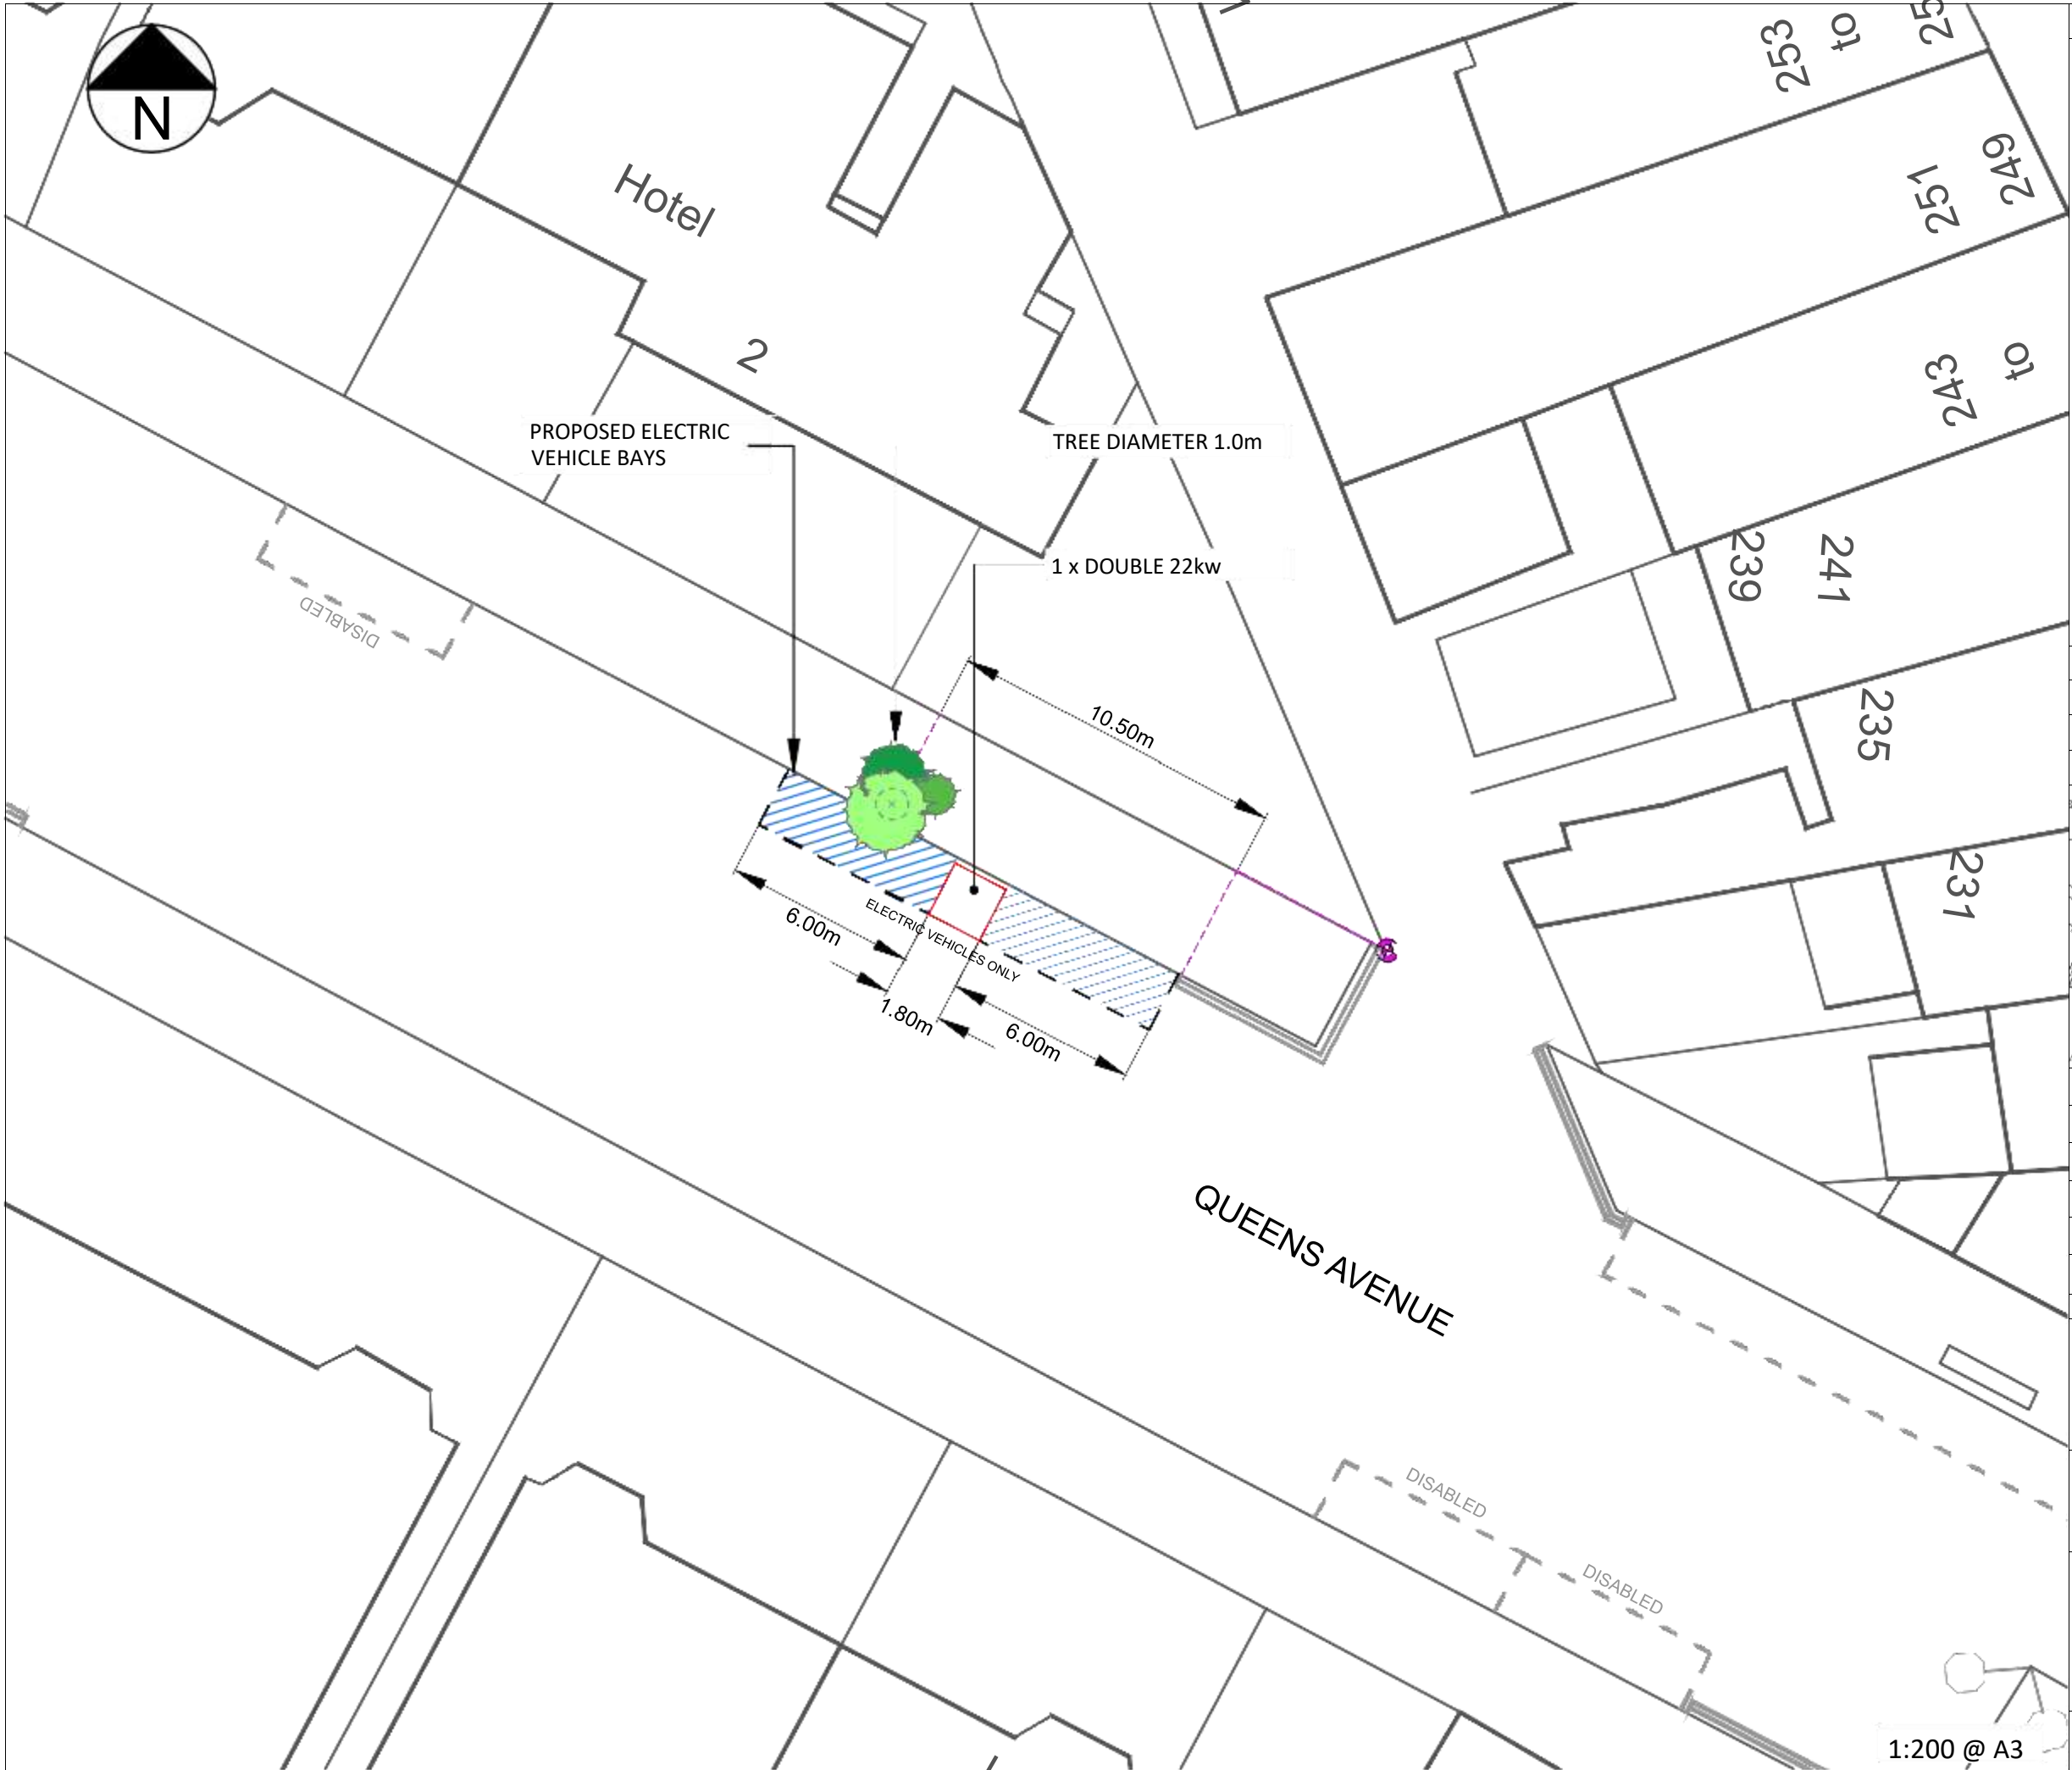 N
253
to
Hotel
249
251
2
to
243
PROPOSED ELECTRIC
VEHICLE BAYS
TREE DIAMETER 1.0m
1 x DOUBLE 22kw
239
241
DISABLED
235
10.50m
231
6.00m
ELECTRIC VEHICLES ONLY
1.80m
6.00m
QUEENS AVENUE
DISABLED
DISABLED
1:200 @ A3